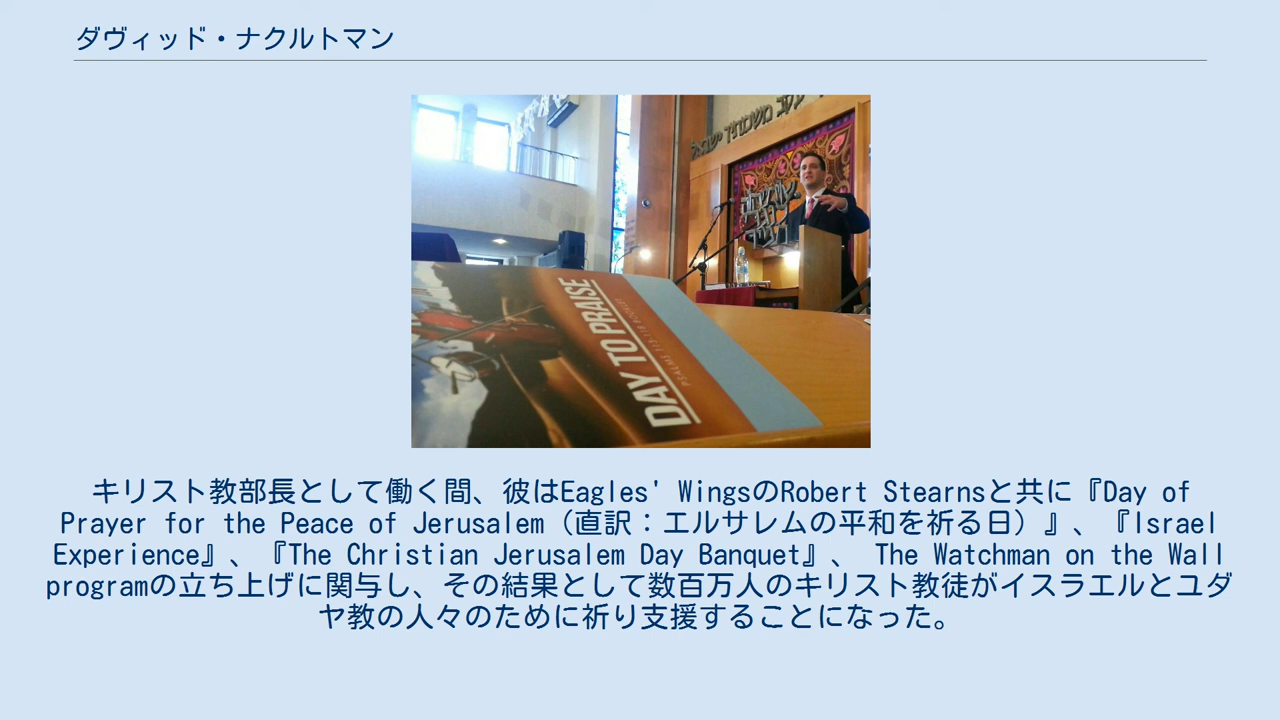 ダヴィッド・ナクルトマン
משמחיך ישראל
DAY TO PRAISE
PSALMS 113-118
キリスト教部長として働く間、彼はEagles' WingsのRobert Stearnsと共に『Day of
Prayer for the Peace of Jerusalem（直訳：エルサレムの平和を祈る日）』、『Israel
Experience』、『The Christian Jerusalem Day Banquet』、 The Watchman on the Wall
programの立ち上げに関与し、その結果として数百万人のキリスト教徒がイスラエルとユダ
ヤ教の人々のために祈り支援することになった。